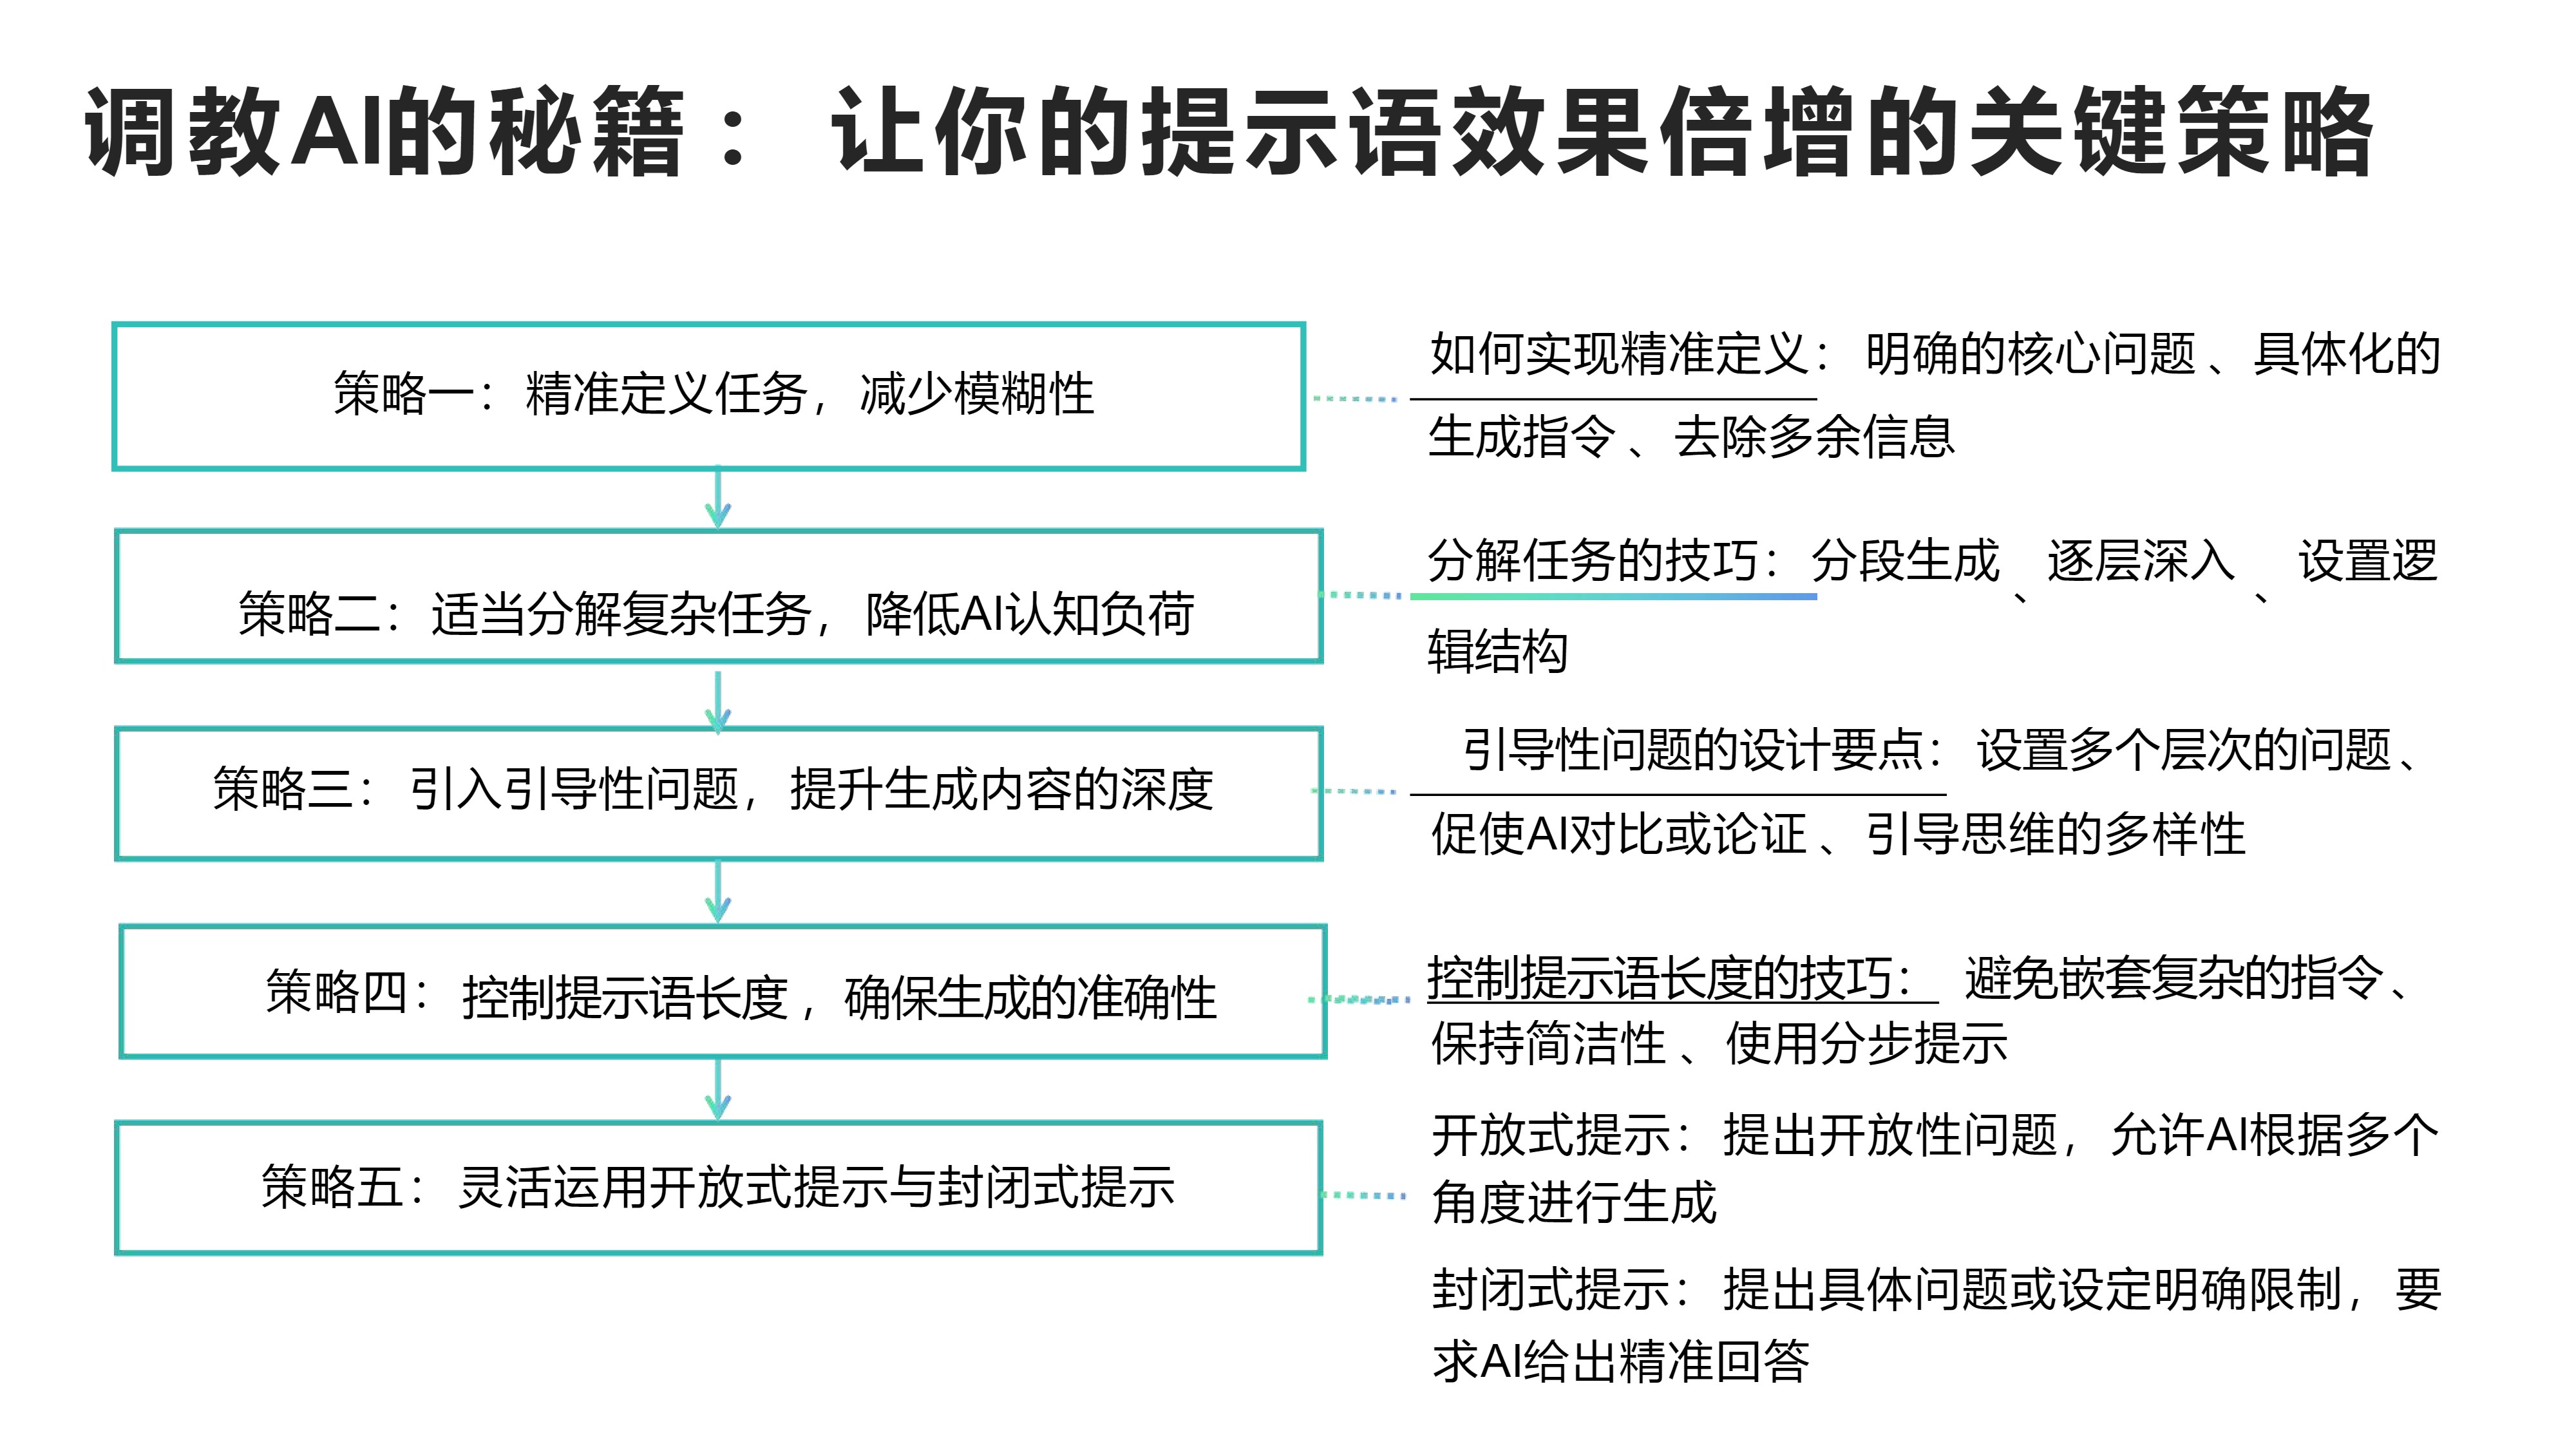 调教AI的秘籍： 让你的提示语效果倍增的关键策略
策略一：精准定义任务，减少模糊性
如何实现精准定义： 明确的核心问题、具体化的
生成指令、去除多余信息
策略二：适当分解复杂任务， 降低AI认知负荷
分解任务的技巧：分段生成、逐层深入、设置逻
辑结构
策略三： 引入引导性问题，提升生成内容的深度
引导性问题的设计要点： 设置多个层次的问题、
促使AI对比或论证、引导思维的多样性
策略四： 控制提示语长度，确保生成的准确性
控制提示语长度的技巧： 避免嵌套复杂的指令、
保持简洁性、使用分步提示
策略五： 灵活运用开放式提示与封闭式提示
开放式提示： 提出开放性问题，允许AI根据多个
角度进行生成
封闭式提示： 提出具体问题或设定明确限制，要
求AI给出精准回答